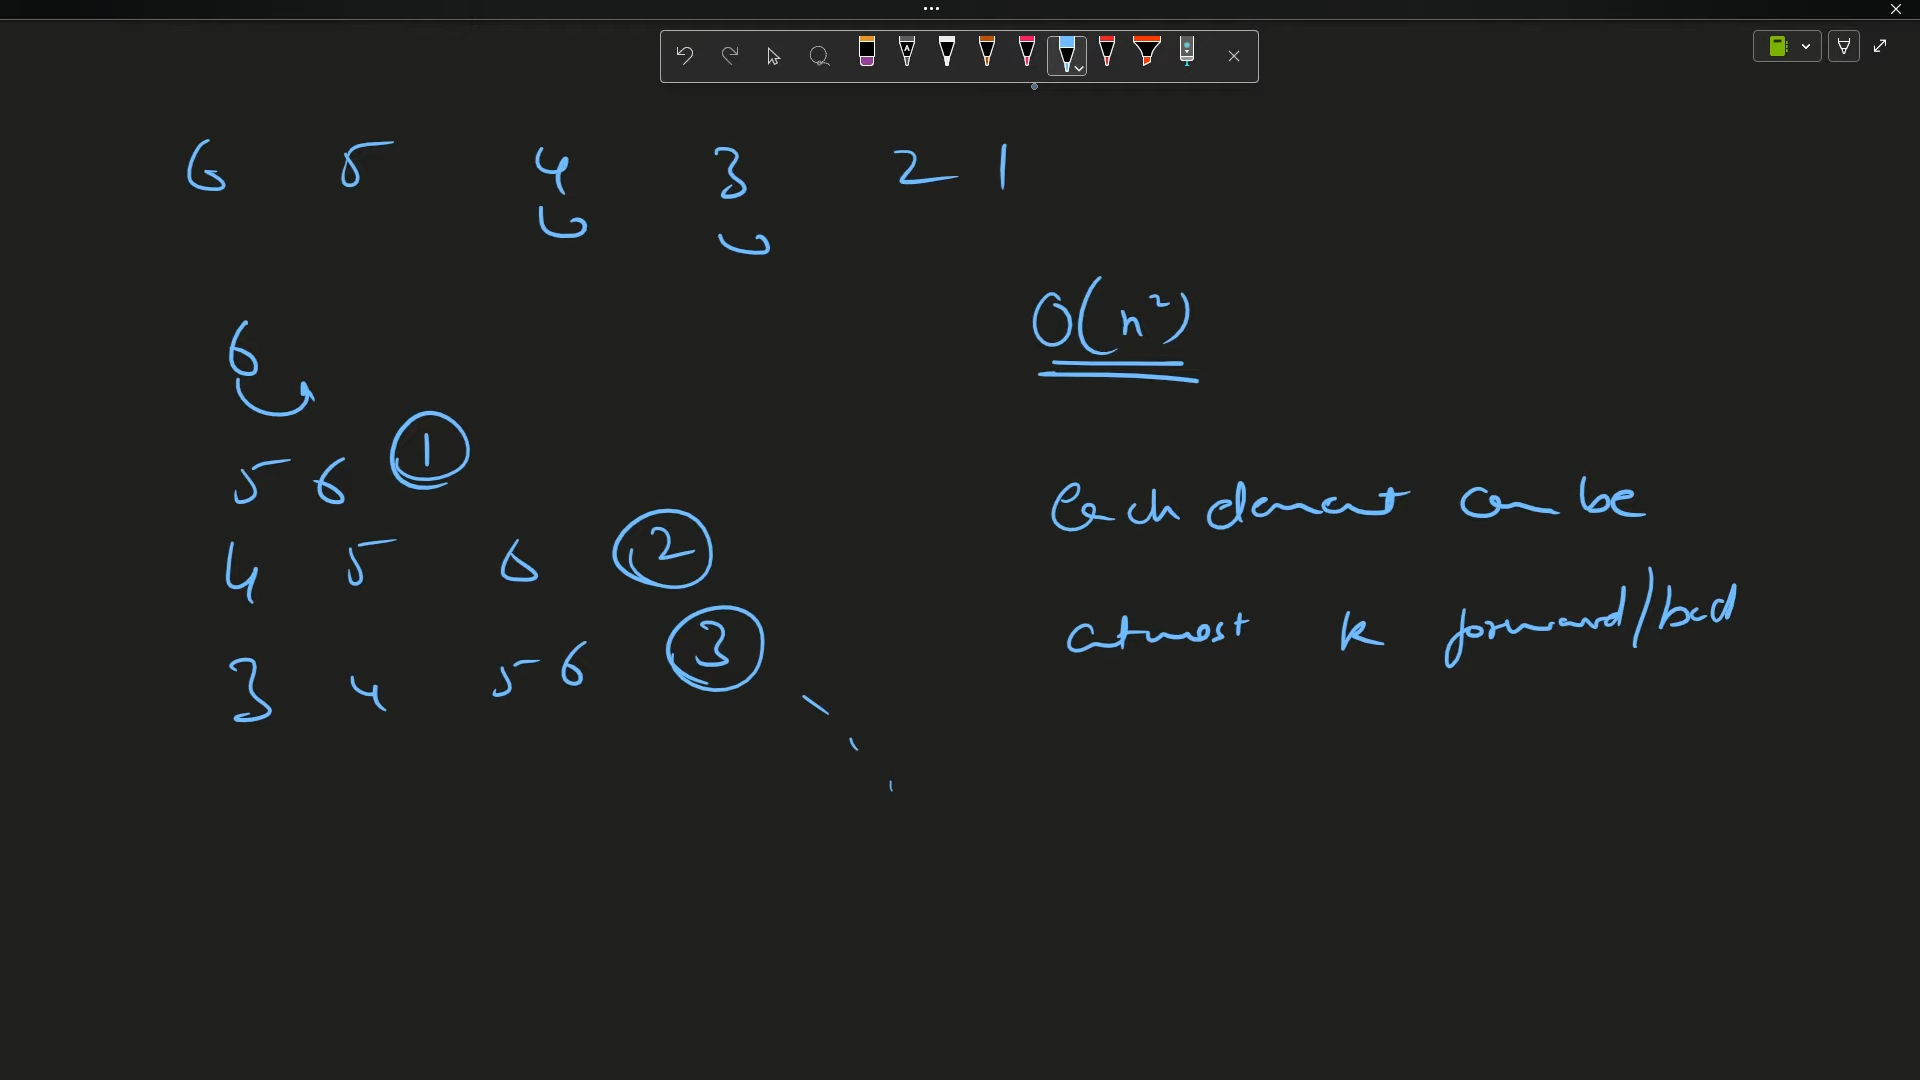 6 5 4 3 2 1
O(n²)
6
5 6 1
4 5 6 2
3 4 5 6 3
Each element can be
atmost k forward/back